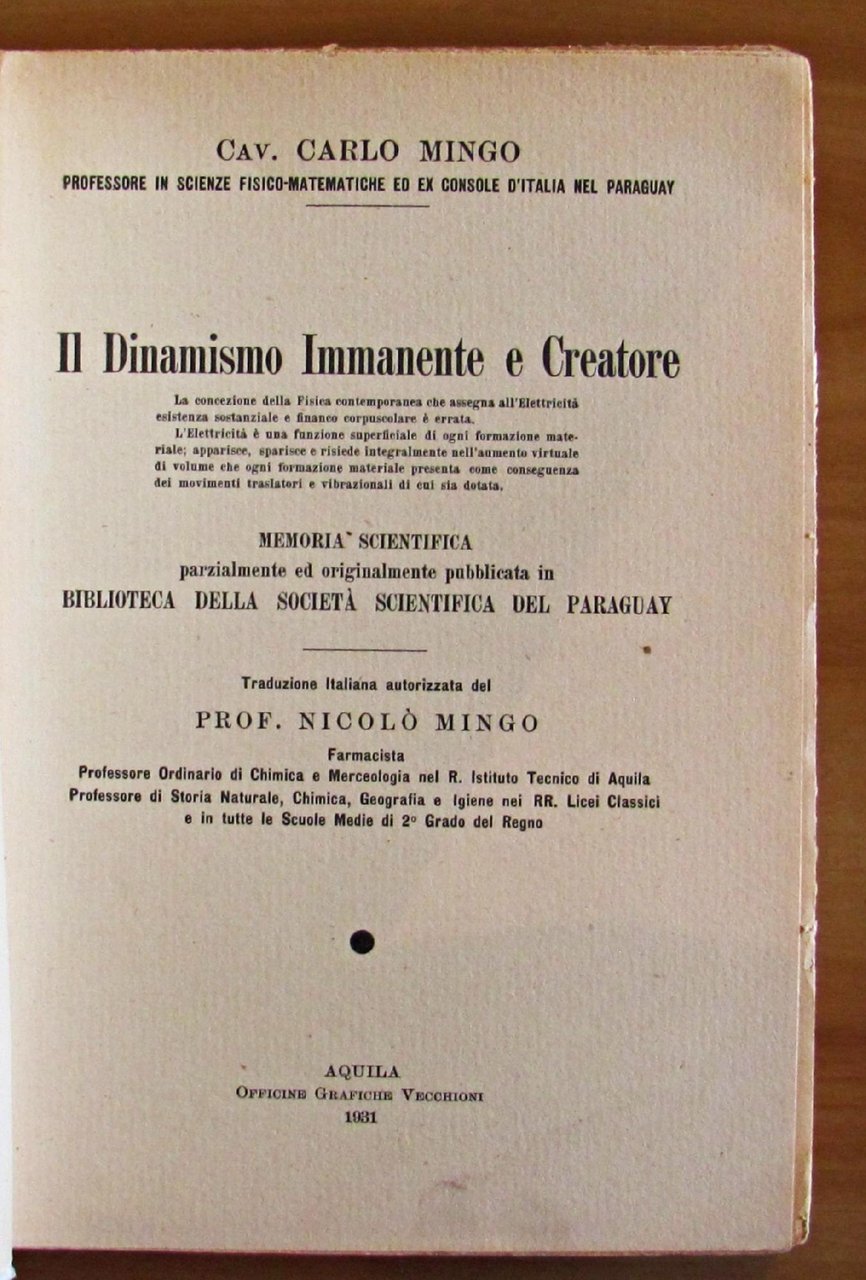 CAV. CARLO MINGO
PROFESSORE IN SCIENZE FISICO-MATEMATICHE ED EX CONSOLE D'ITALIA NEL PARAGUAY
Il Dinamismo Immanente e Creatore
La concezione della Fisica contemporanea che assegna all'Elettricità
esistenza sostanziale e financo corpuscolare è errata.
L'Elettricità è una funzione superficiale di ogni formazione mate-
riale; apparisce, sparisce e risiede integralmente nell'aumento virtuale
di volume che ogni formazione materiale presenta come conseguenza
dei movimenti traslatori e vibrazionali di cui sia dotata.
MEMORIA SCIENTIFICA
parzialmente ed originalmente pubblicata in
BIBLIOTECA DELLA SOCIETÀ SCIENTIFICA DEL PARAGUAY
Traduzione Italiana autorizzata del
PROF. NICOLÒ MINGO
Farmacista
Professore Ordinario di Chimica e Merceologia nel R. Istituto Tecnico di Aquila
Professore di Storia Naturale, Chimica, Geografia e Igiene nei RR. Licei Classici
e in tutte le Scuole Medie di 2º Grado del Regno
AQUILA
OFFICINE GRAFICHE VECCHIONI
1931